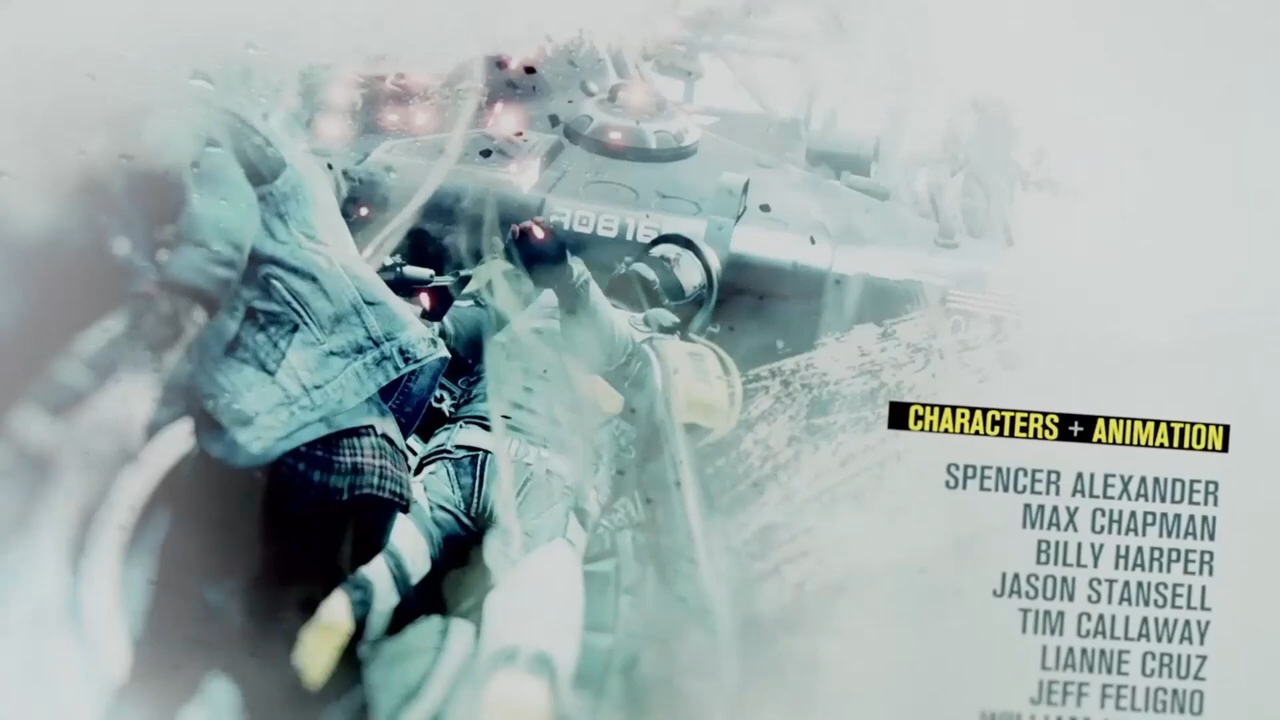 A0816
CHARACTERS + ANIMATION
SPENCER ALEXANDER
MAX CHAPMAN
BILLY HARPER
JASON STANSELL
TIM CALLAWAY
LIANNE CRUZ
JEFF FELIGNO